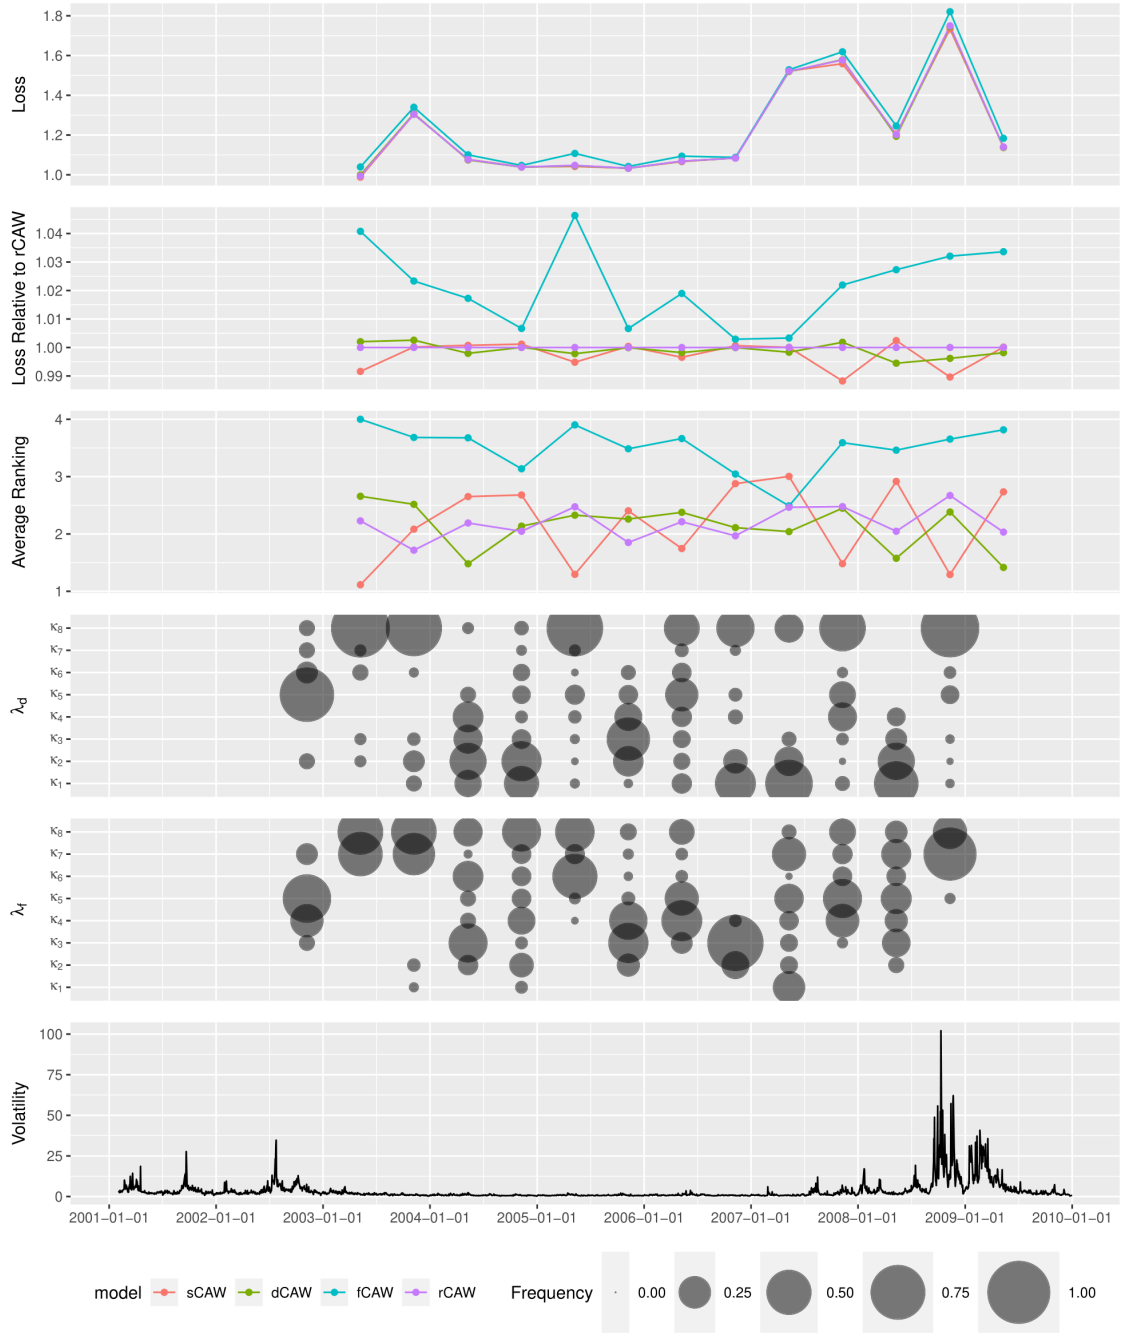 Loss
1.8
1.6
1.4
1.2
1.0
Loss Relative to rCAW
1.04
1.03
1.02
1.01
1.00
0.99
Average Ranking
4
3
2
1
λd
κ8
κ7
κ6
κ5
κ4
κ3
κ2
κ1
λf
κ8
κ7
κ6
κ5
κ4
κ3
κ2
κ1
Volatility
100
75
50
25
0
2001−01−01 2002−01−01 2003−01−01 2004−01−01 2005−01−01 2006−01−01 2007−01−01 2008−01−01 2009−01−01 2010−01−01
model sCAW dCAW fCAW rCAW Frequency 0.00 0.25 0.50 0.75 1.00